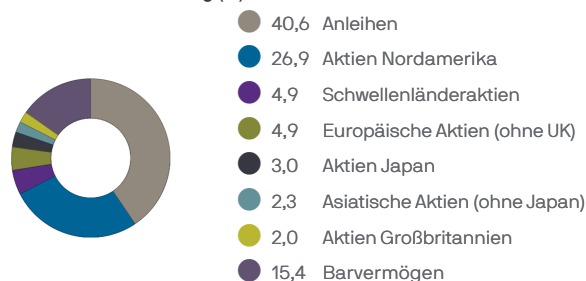 40,6 Anleihen
26,9 Aktien Nordamerika
4,9 Schwellenländeraktien
4,9 Europäische Aktien (ohne UK)
3,0 Aktien Japan
2,3 Asiatische Aktien (ohne Japan)
2,0 Aktien Großbritannien
15,4 Barvermögen